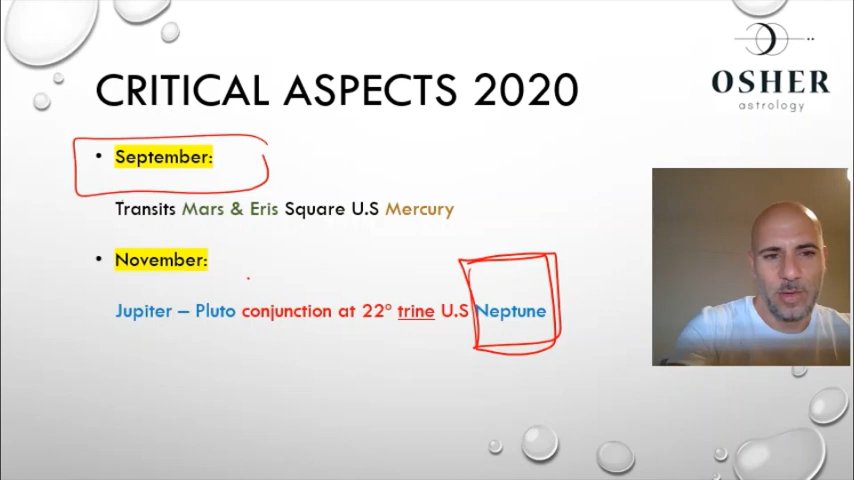 OSHER
astrology
CRITICAL ASPECTS 2020
• September:
Transits Mars & Eris Square U.S Mercury
• November:
Jupiter – Pluto conjunction at 22° trine U.S Neptune